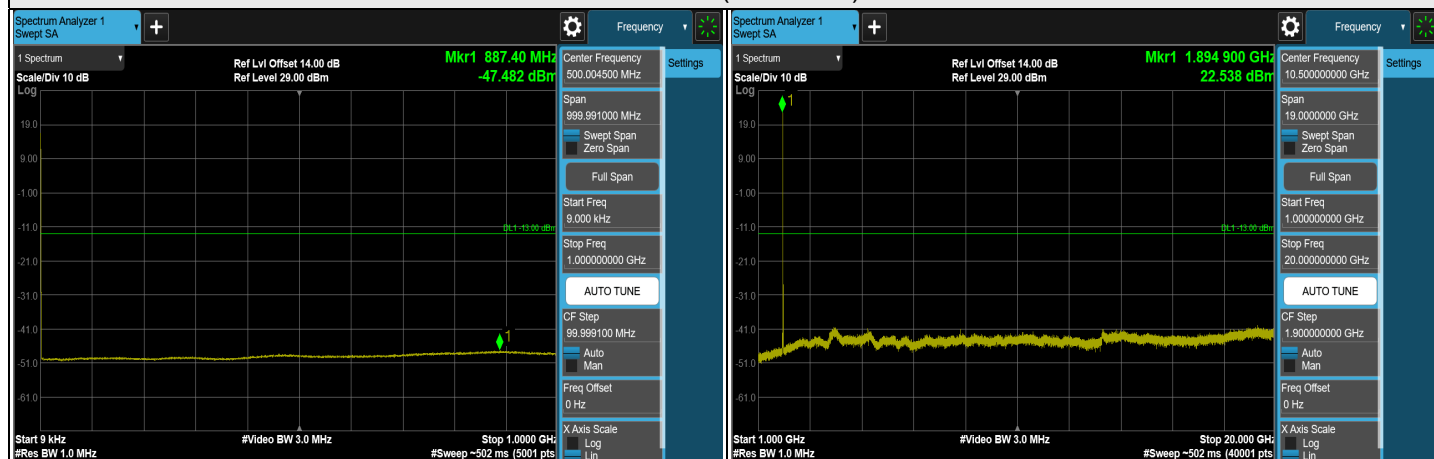 Spectrum Analyzer 1
Swept SA
+
Frequency
1 Spectrum
Ref Lvl Offset 14.00 dB
Mkr1 887.40 MHz
Scale/Div 10 dB
Ref Level 29.00 dBm
-47.482 dBm
Log
19.0
9.00
-1.00
-11.0
-21.0
-31.0
-41.0
-51.0
-61.0
DL1 -13.00 dBm
1
Start 9 kHz
#Video BW 3.0 MHz
Stop 1.0000 GHz
#Res BW 1.0 MHz
#Sweep ~502 ms (5001 pts
Center Frequency
500.004500 MHz
Settings
Span
999.991000 MHz
Swept Span
Zero Span
Full Span
Start Freq
9.000 kHz
Stop Freq
1.000000000 GHz
AUTO TUNE
CF Step
99.999100 MHz
Auto
Man
Freq Offset
0 Hz
X Axis Scale
Log
Lin
Spectrum Analyzer 1
Swept SA
+
Frequency
1 Spectrum
Ref Lvl Offset 14.00 dB
Mkr1 1.894 900 GHz
Scale/Div 10 dB
Ref Level 29.00 dBm
22.538 dBm
Log
1
19.0
9.00
-1.00
-11.0
-21.0
-31.0
-41.0
-51.0
-61.0
DL1 -13.00 dBm
Start 1.000 GHz
#Video BW 3.0 MHz
Stop 20.000 GHz
#Res BW 1.0 MHz
#Sweep ~502 ms (40001 pts
Center Frequency
10.500000000 GHz
Settings
Span
19.0000000 GHz
Swept Span
Zero Span
Full Span
Start Freq
1.000000000 GHz
Stop Freq
20.000000000 GHz
AUTO TUNE
CF Step
1.900000000 GHz
Auto
Man
Freq Offset
0 Hz
X Axis Scale
Log
Lin